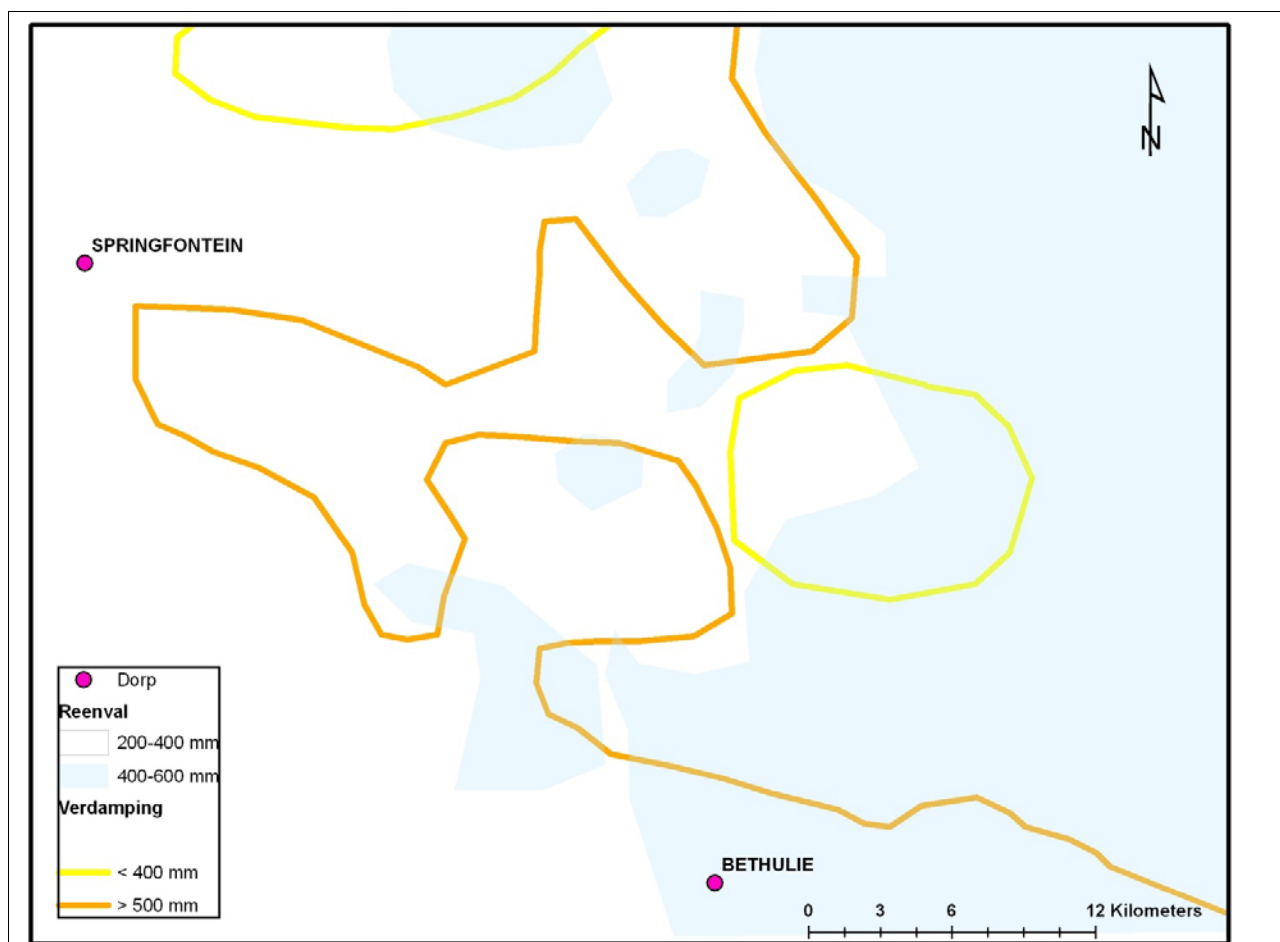 N
SPRINGFONTEIN
Dorp
Reenval
200-400 mm
400-600 mm
Verdamping
< 400 mm
> 500 mm
BETHULIE
0 3 6 12 Kilometers